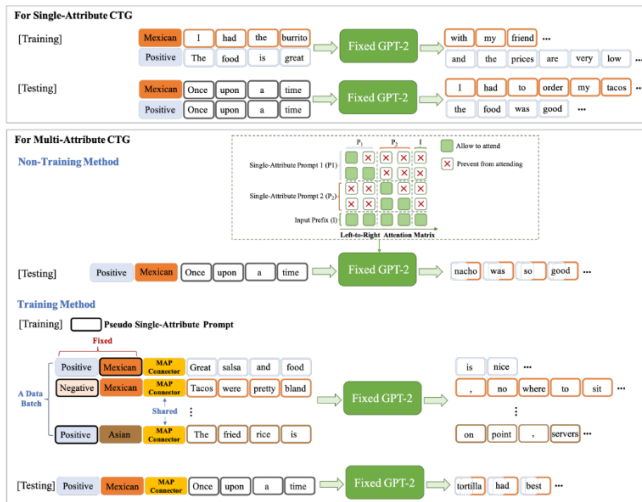 For Single-Attribute CTG
[Training]
Mexican I had the burrito Fixed GPT-2 with my friend ...
Positive The food is great and the prices are very low ...
[Testing]
Mexican Once upon a time Fixed GPT-2 I had to order my tacos ...
Positive Once upon a time the food was good ...
For Multi-Attribute CTG
Non-Training Method
P1 P2 I
Allow to attend
Prevent from attending
Single-Attribute Prompt 1 (P1)
Single-Attribute Prompt 2 (P2)
Input Prefix (I)
Left-to-Right Attention Matrix
[Testing] Positive Mexican Once upon a time Fixed GPT-2 nacho was so good ...
Training Method
[Training] Pseudo Single-Attribute Prompt
Fixed
A Data Batch
Positive Mexican MAP Connector Great salsa and food is nice ...
Negative Mexican MAP Connector Tacos were pretty bland Fixed GPT-2 , no where to sit ...
Shared
Positive Asian MAP Connector The fried rice is on point , servers ...
[Testing] Positive Mexican MAP Connector Once upon a time Fixed GPT-2 tortilla had best ...